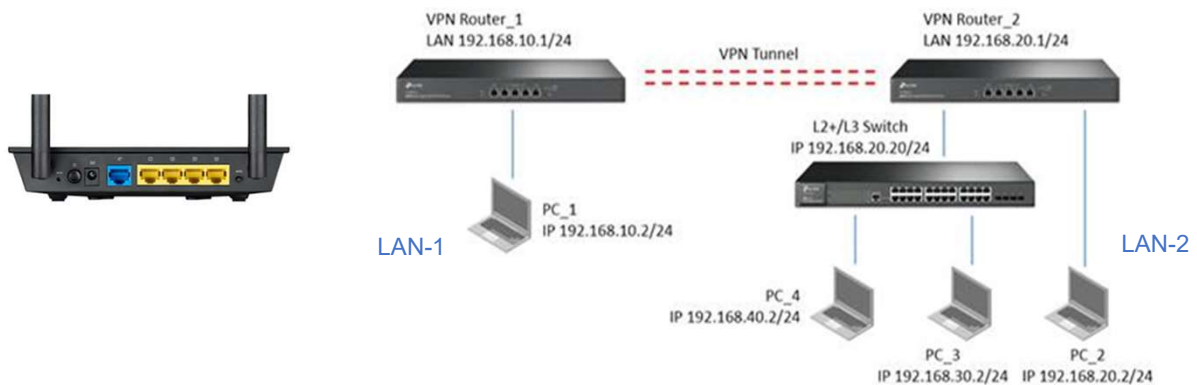 VPN Router_1
LAN 192.168.10.1/24
VPN Router_2
LAN 192.168.20.1/24
VPN Tunnel
L2+/L3 Switch
IP 192.168.20.20/24
PC_1
IP 192.168.10.2/24
LAN-1
LAN-2
PC_4
IP 192.168.40.2/24
PC_3
IP 192.168.30.2/24
PC_2
IP 192.168.20.2/24